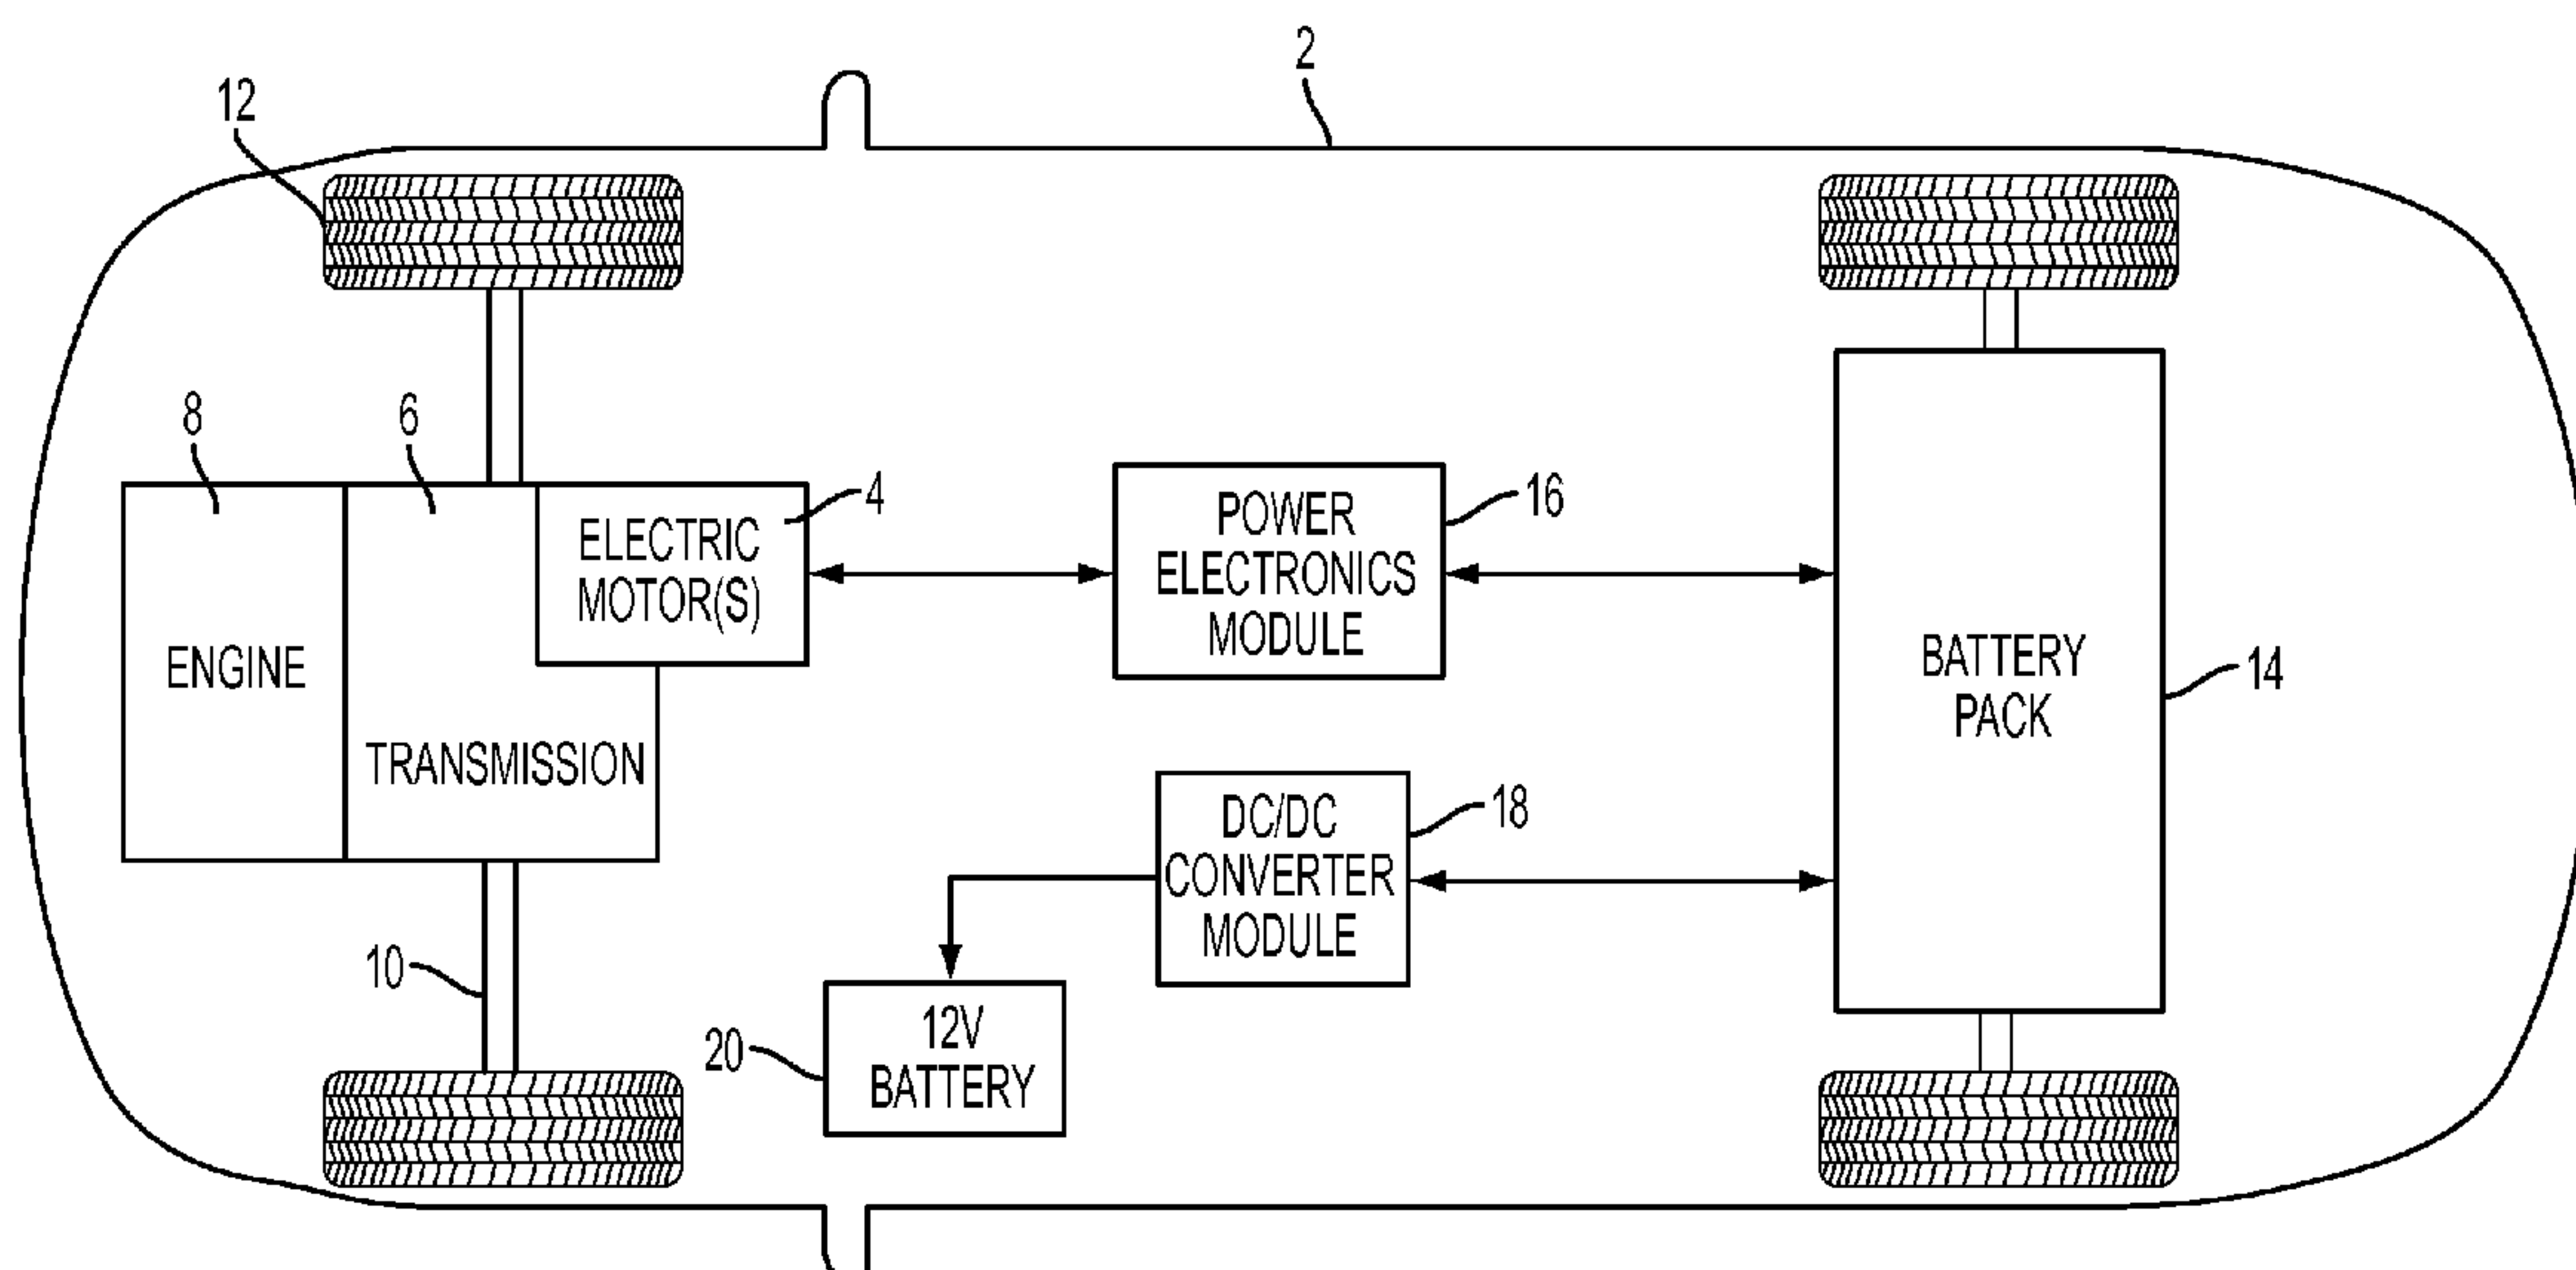 2
12
8
6
4
ELECTRIC
MOTOR(S)
POWER
ELECTRONICS
MODULE
16
ENGINE
TRANSMISSION
BATTERY
PACK
14
DC/DC
CONVERTER
MODULE
18
10
12V
BATTERY
20